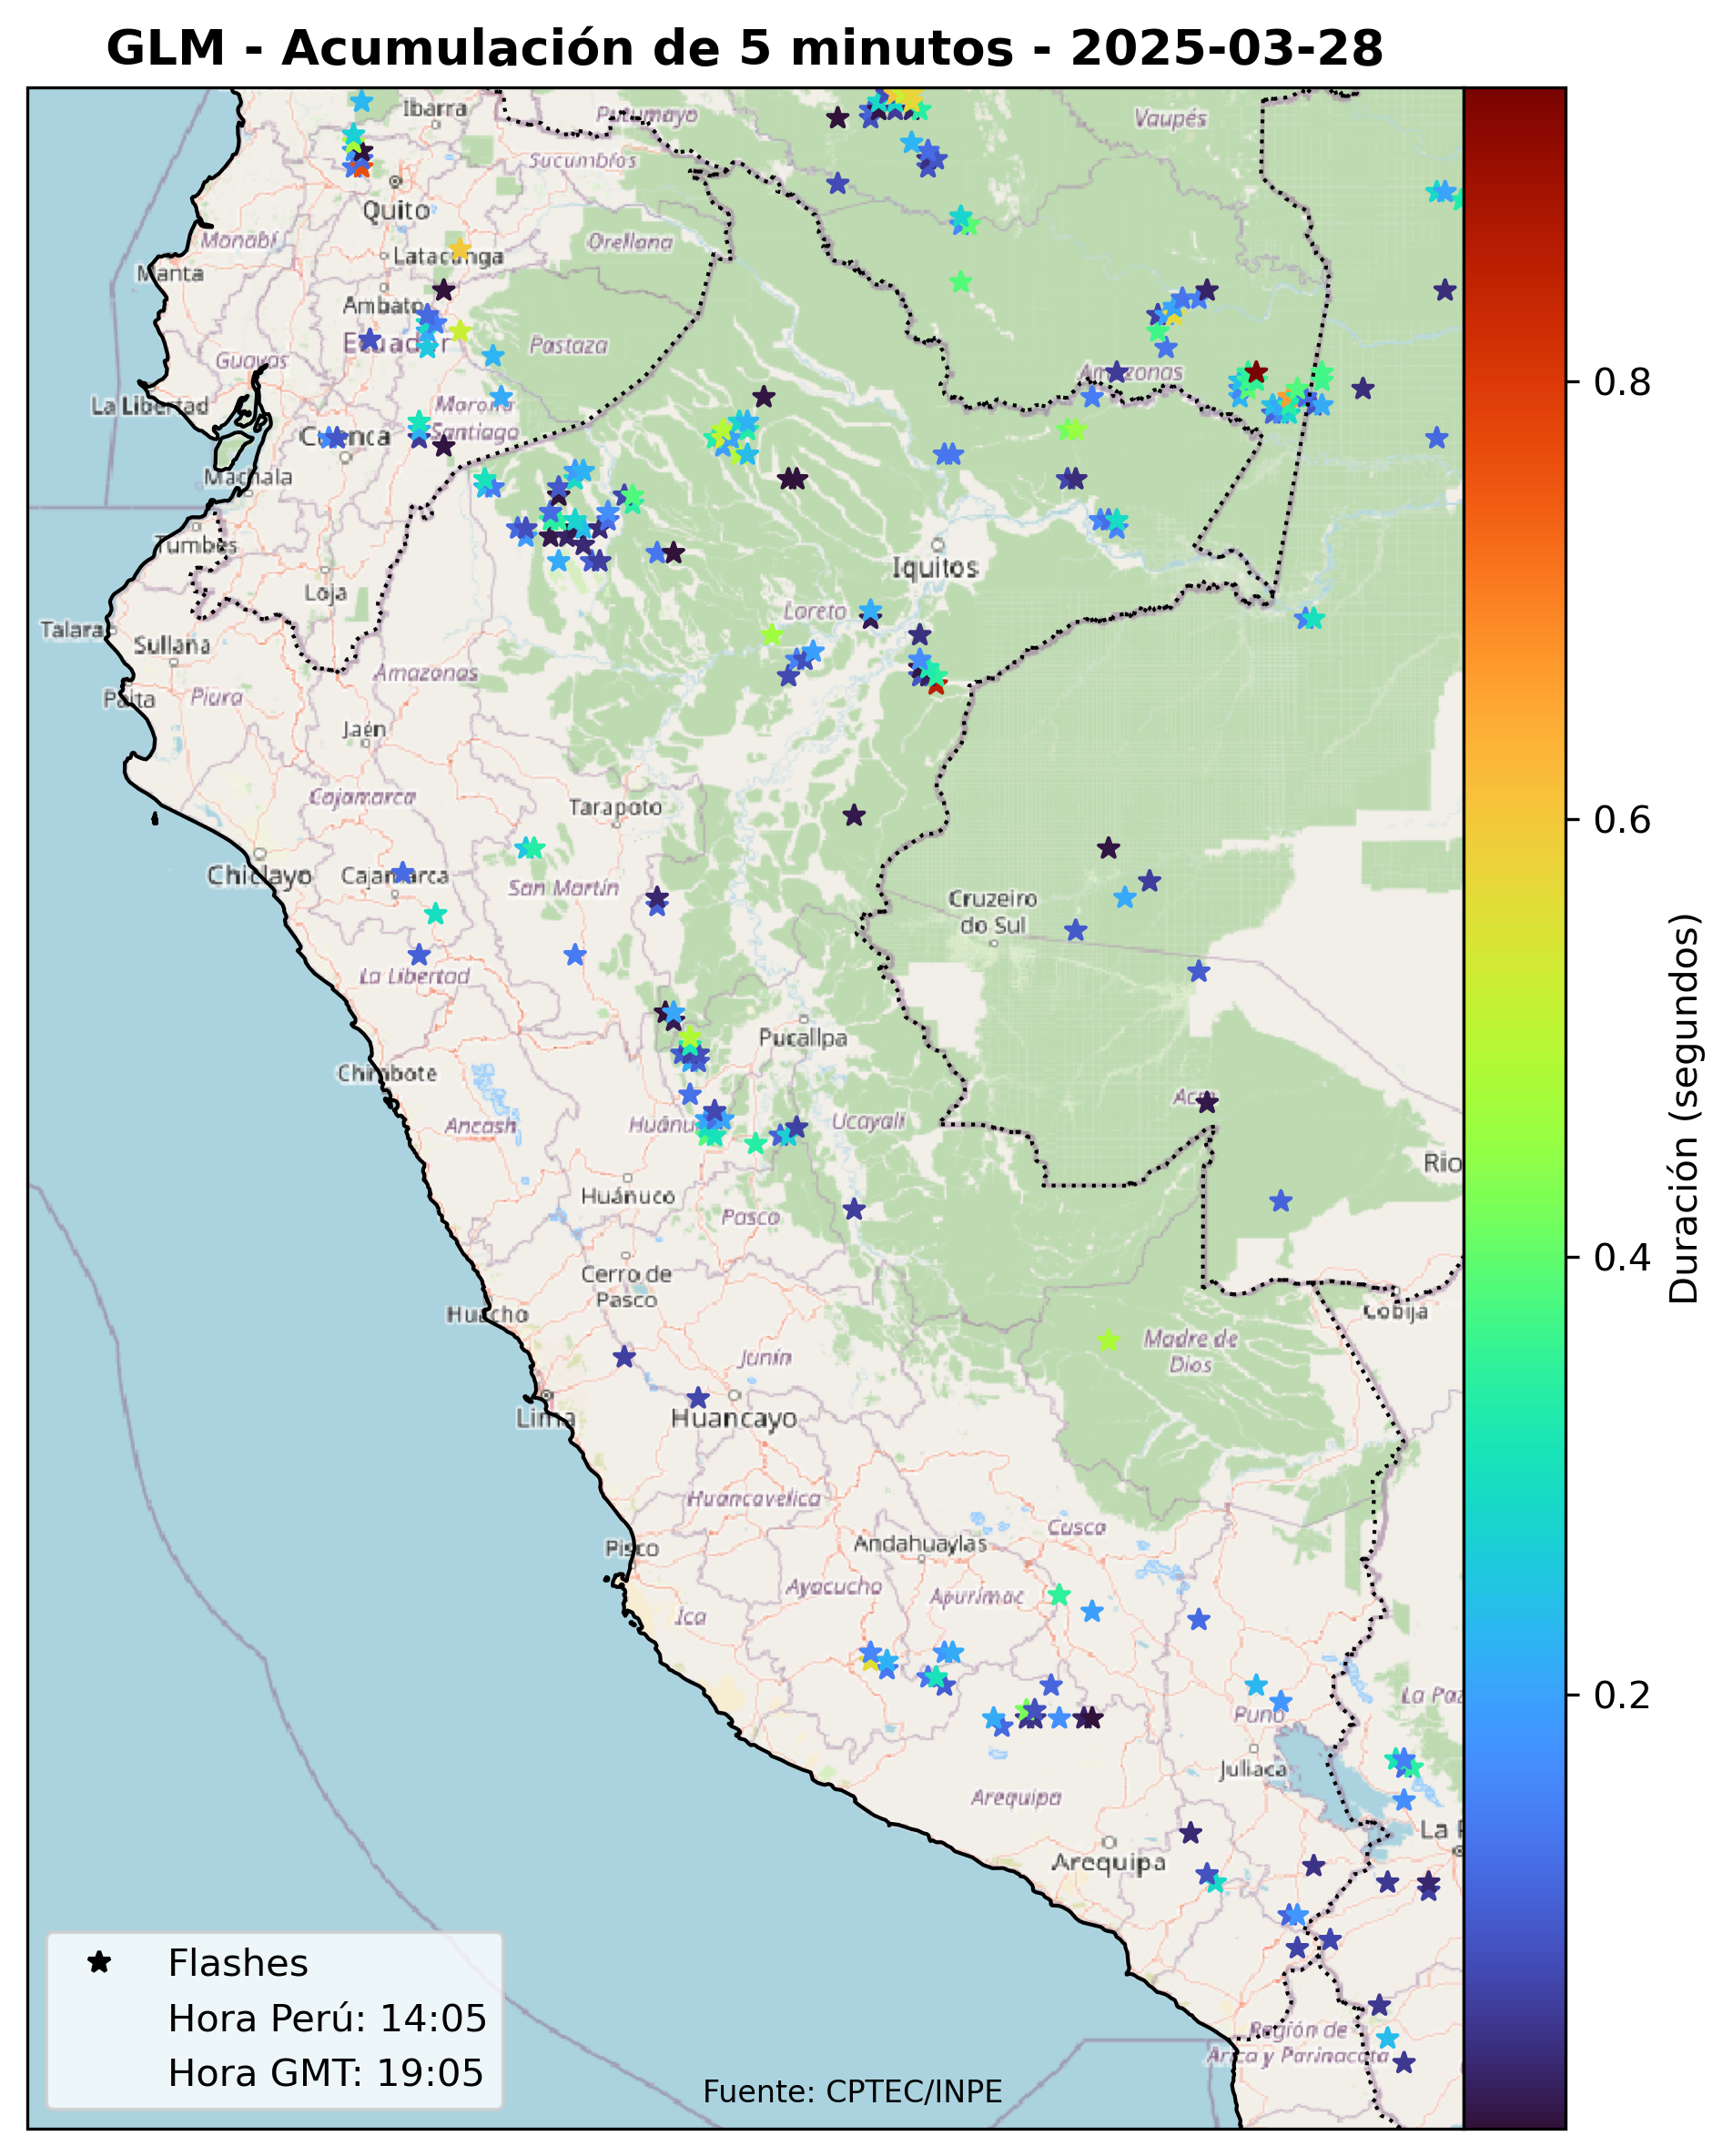 GLM - Acumulación de 5 minutos - 2025-03-28
Ibarra
Putumayo
Vaupés
Sucumbíos
Quito
Manabí
Orellana
Latacunga
Manta
Ambato
Ecuador
Pastaza
Guayas
Amazonas
La Libertad
Morona
Santiago
Cuenca
Machala
Tumbes
Iquitos
Loja
Loreto
Talara
Sullana
Amazonas
Paita
Piura
Jaén
Cajamarca
Tarapoto
Chiclayo
Cajamarca
San Martín
Cruzeiro
do Sul
La Libertad
Pucallpa
Chimbote
Acre
Ancash
Huánu
Ucayali
Rio
Huánuco
Pasco
Cerro de
Pasco
Huacho
Cobija
Madre de
Dios
Junín
Lima
Huancayo
Huancavelica
Cusco
Pisco
Andahuaylas
Ayacucho
Apurímac
Ica
La Paz
Puno
Juliaca
Arequipa
La P
Arequipa
Región de
Arica y Parinacota
Flashes
Hora Perú: 14:05
Hora GMT: 19:05
Fuente: CPTEC/INPE
0.8
0.6
0.4
0.2
Duración (segundos)